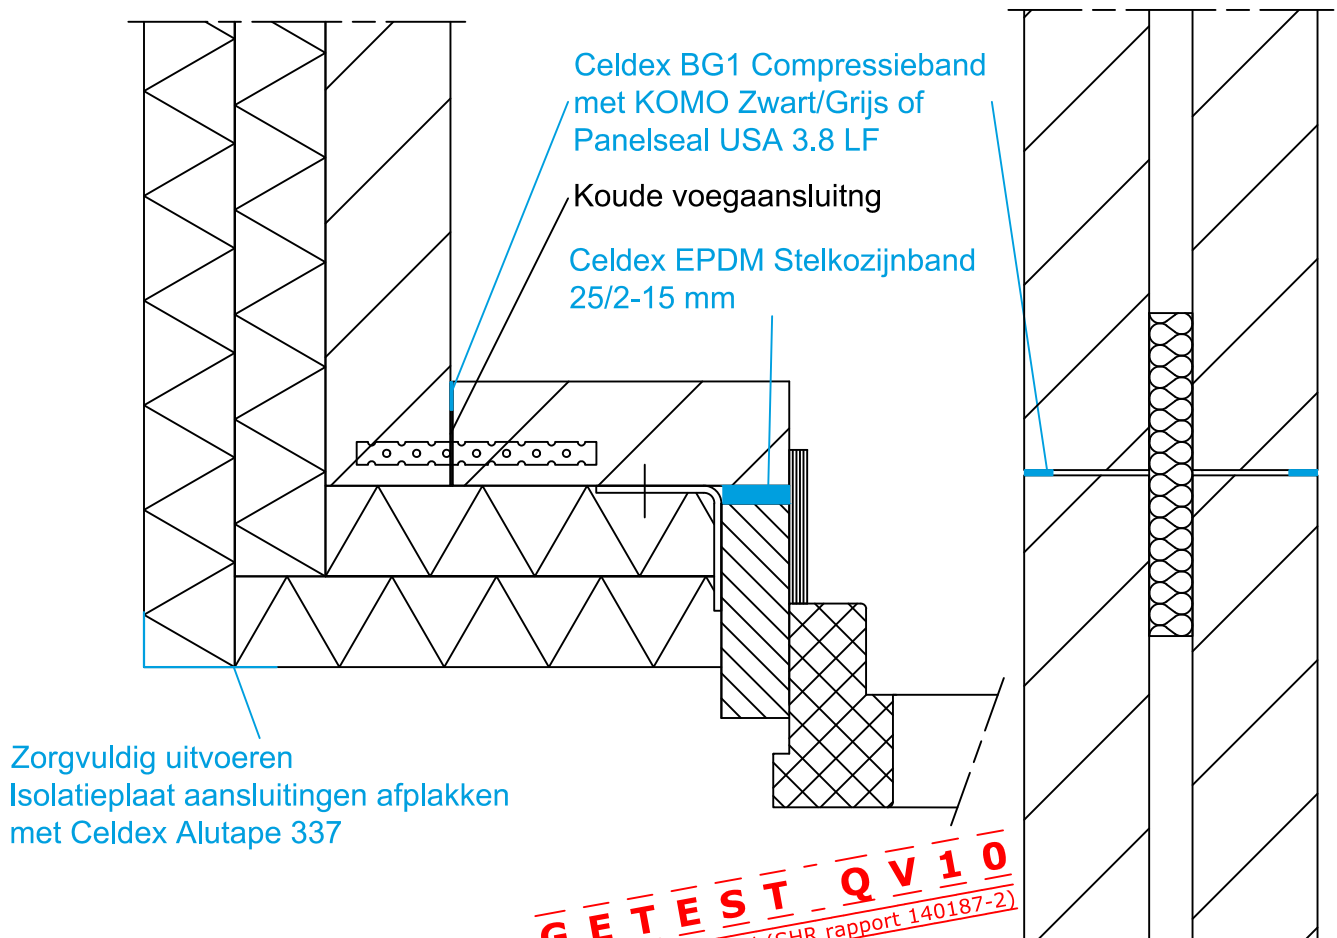 Celdex BG1 Compressieband
met KOMO Zwart/Grijs of
Panelseal USA 3.8 LF
Koude voegaansluitng
Celdex EPDM Stelkozijnband
25/2-15 mm
Zorgvuldig uitvoeren
Isolatieplaat aansluitingen afplakken
met Celdex Alutape 337
GETEST QV10
(SHR rapport 140187-2)